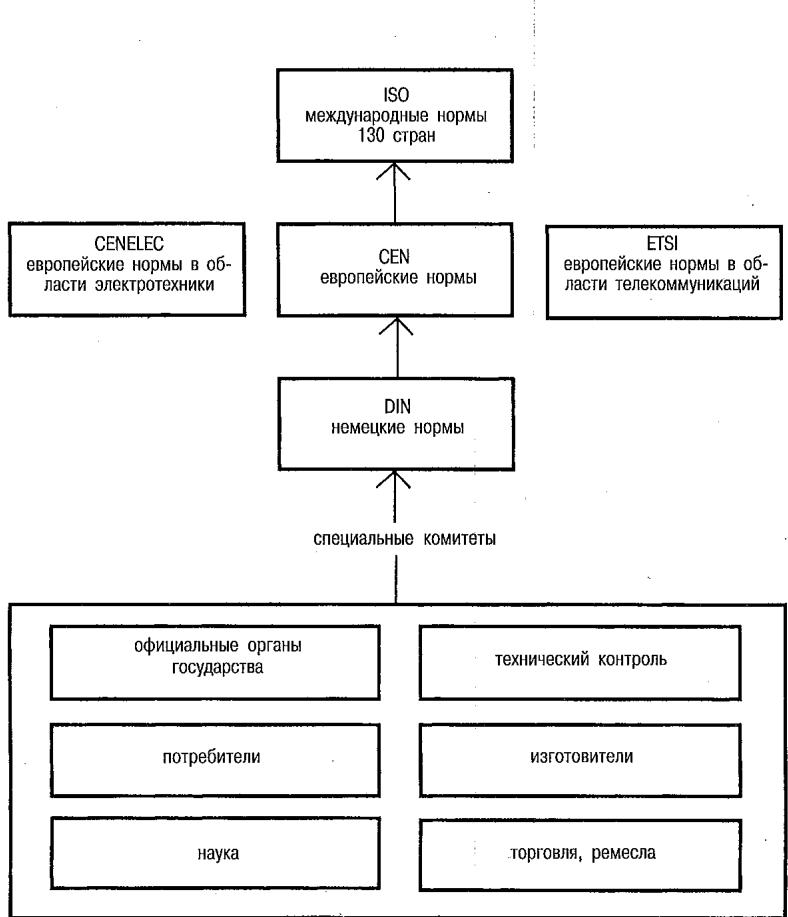 ISO
международные нормы
130 стран
CENELEC
европейские нормы в об-
ласти электротехники
CEN
европейские нормы
ETSI
европейские нормы в об-
ласти телекоммуникаций
DIN
немецкие нормы
специальные комитеты
официальные органы
государства
технический контроль
потребители
изготовители
наука
торговля, ремесла